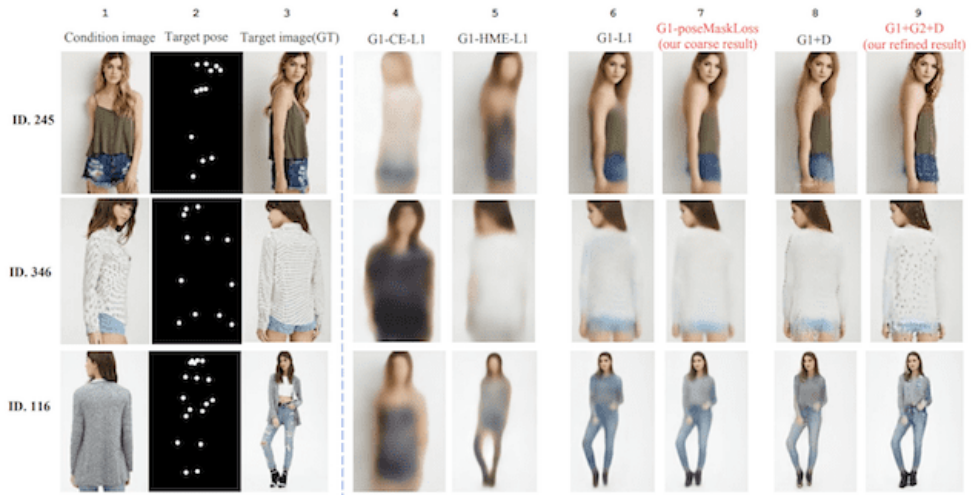 1 2 3 4 5 6 7 8 9
Condition image Target pose Target image(GT) G1-CE-L1 G1-HME-L1 G1-L1 G1-poseMaskLoss (our coarse result) G1+D G1+G2+D (our refined result)
ID. 245
ID. 346
ID. 116